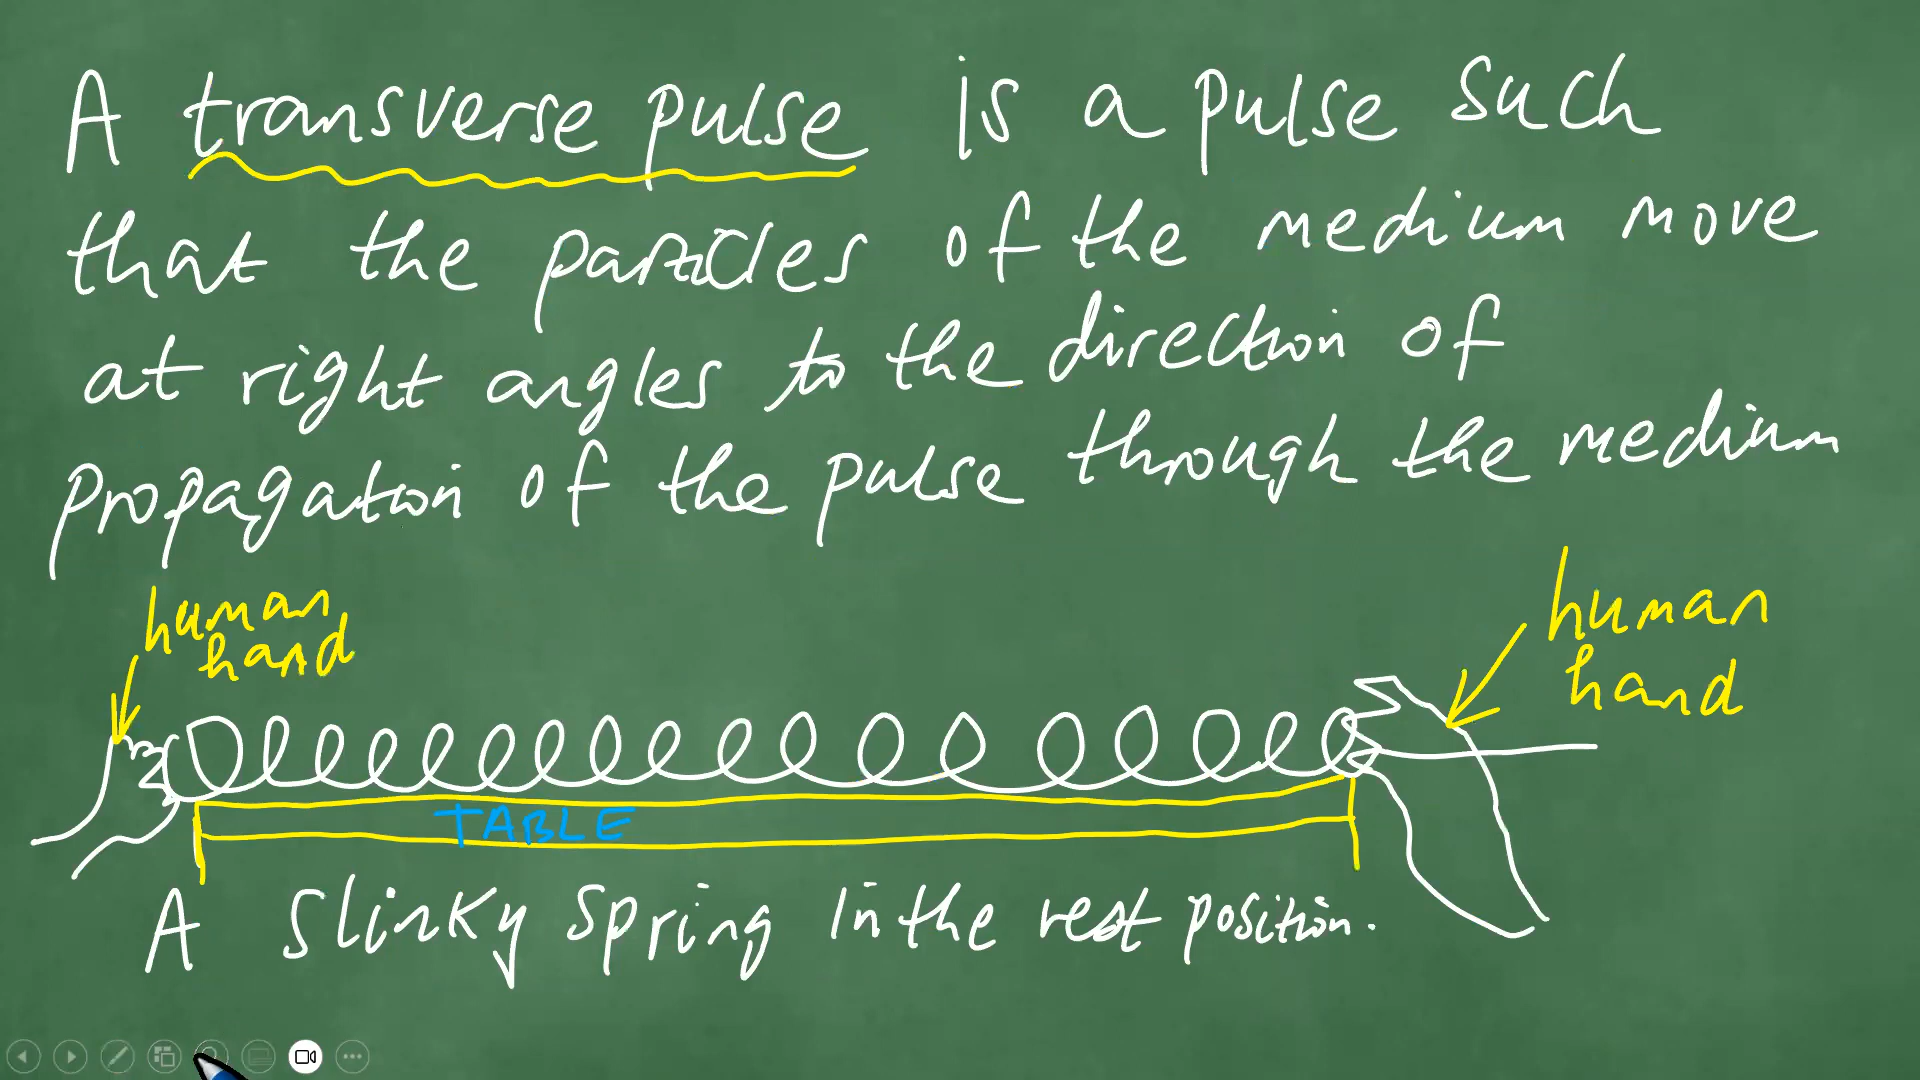 A transverse pulse is a pulse such
that the particles of the medium move
at right angles to the direction of
propagation of the pulse through the medium
human
hand
human
hand
TABLE
A slinky spring in the rest position.